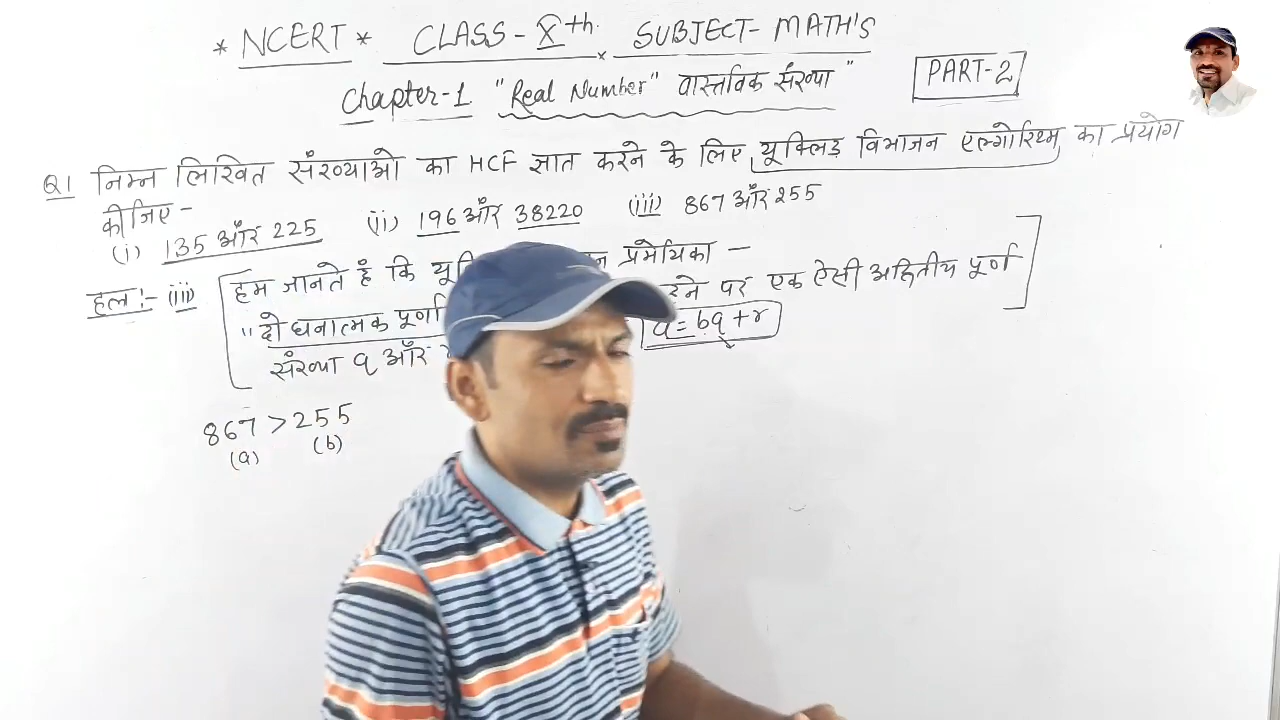 * NCERT * CLASS-Xth. SUBJECT- MATH'S
Chapter-1. "Real Number" वास्तविक संख्या" PART-2
Q1 निम्न लिखित संख्याओ का HCF ज्ञात करने के लिए यूक्लिड विभाजन एल्गोरिथ्म का प्रयोग
कीजिए -
(i) 135 और 225 (ii) 196 और 38220 (iii) 867 और 255
हल :- (iii) हम जानते हैं कि प्रमेयिका -
"दो धनात्मक पूर्ण रने पर एक ऐसी अद्वितीय पूर्ण
संख्या q और a = bq + r
867 > 255
(a) (b)